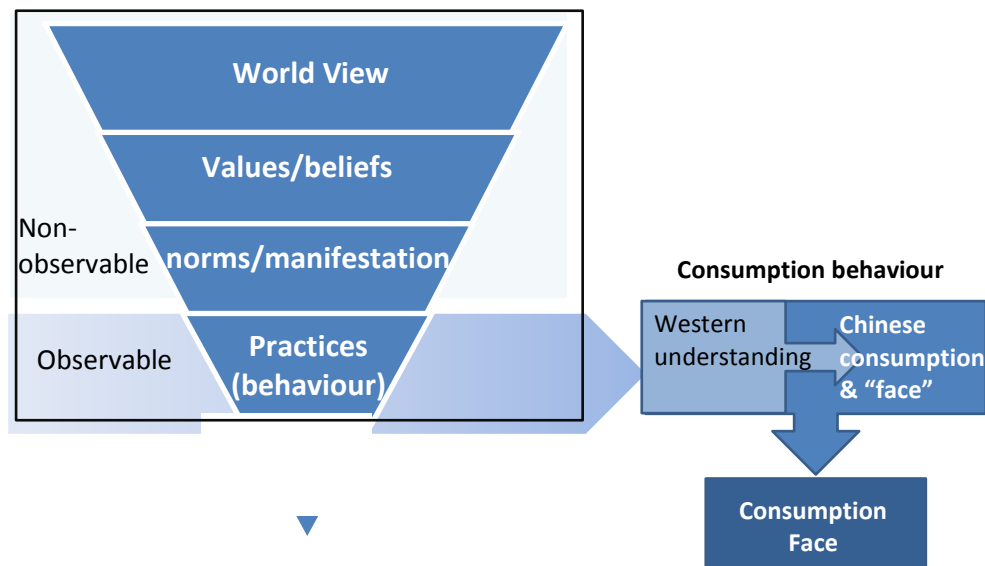 World View
Values/beliefs
Non-
observable
norms/manifestation
Observable
Practices
(behaviour)
Consumption behaviour
Western
understanding
Chinese
consumption
& “face”
Consumption
Face